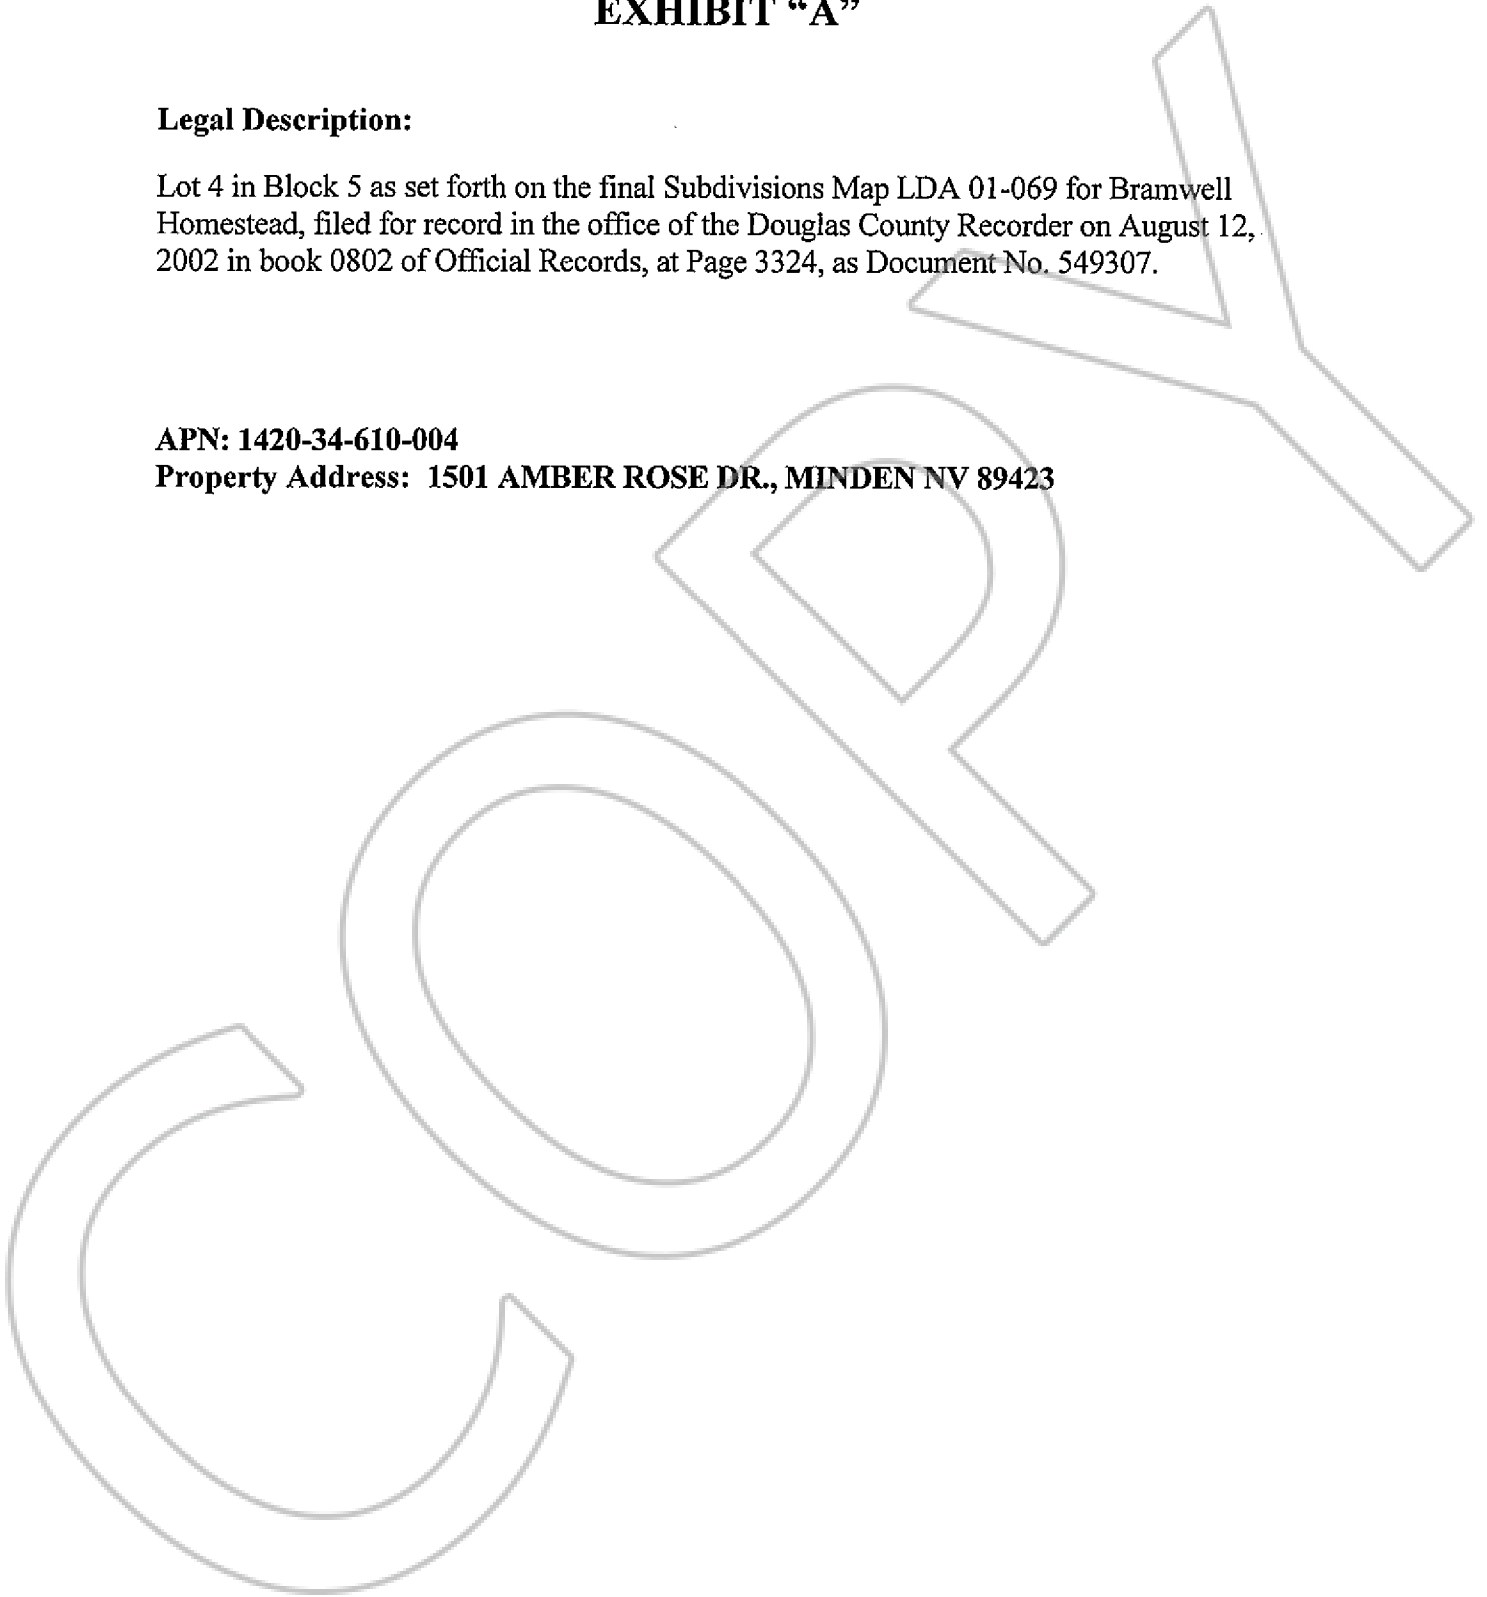 EXHIBIT “A”
Legal Description:
Lot 4 in Block 5 as set forth on the final Subdivisions Map LDA 01-069 for Bramwell
Homestead, filed for record in the office of the Douglas County Recorder on August 12,
2002 in book 0802 of Official Records, at Page 3324, as Document No. 549307.
APN: 1420-34-610-004
Property Address: 1501 AMBER ROSE DR., MINDEN NV 89423
COPY